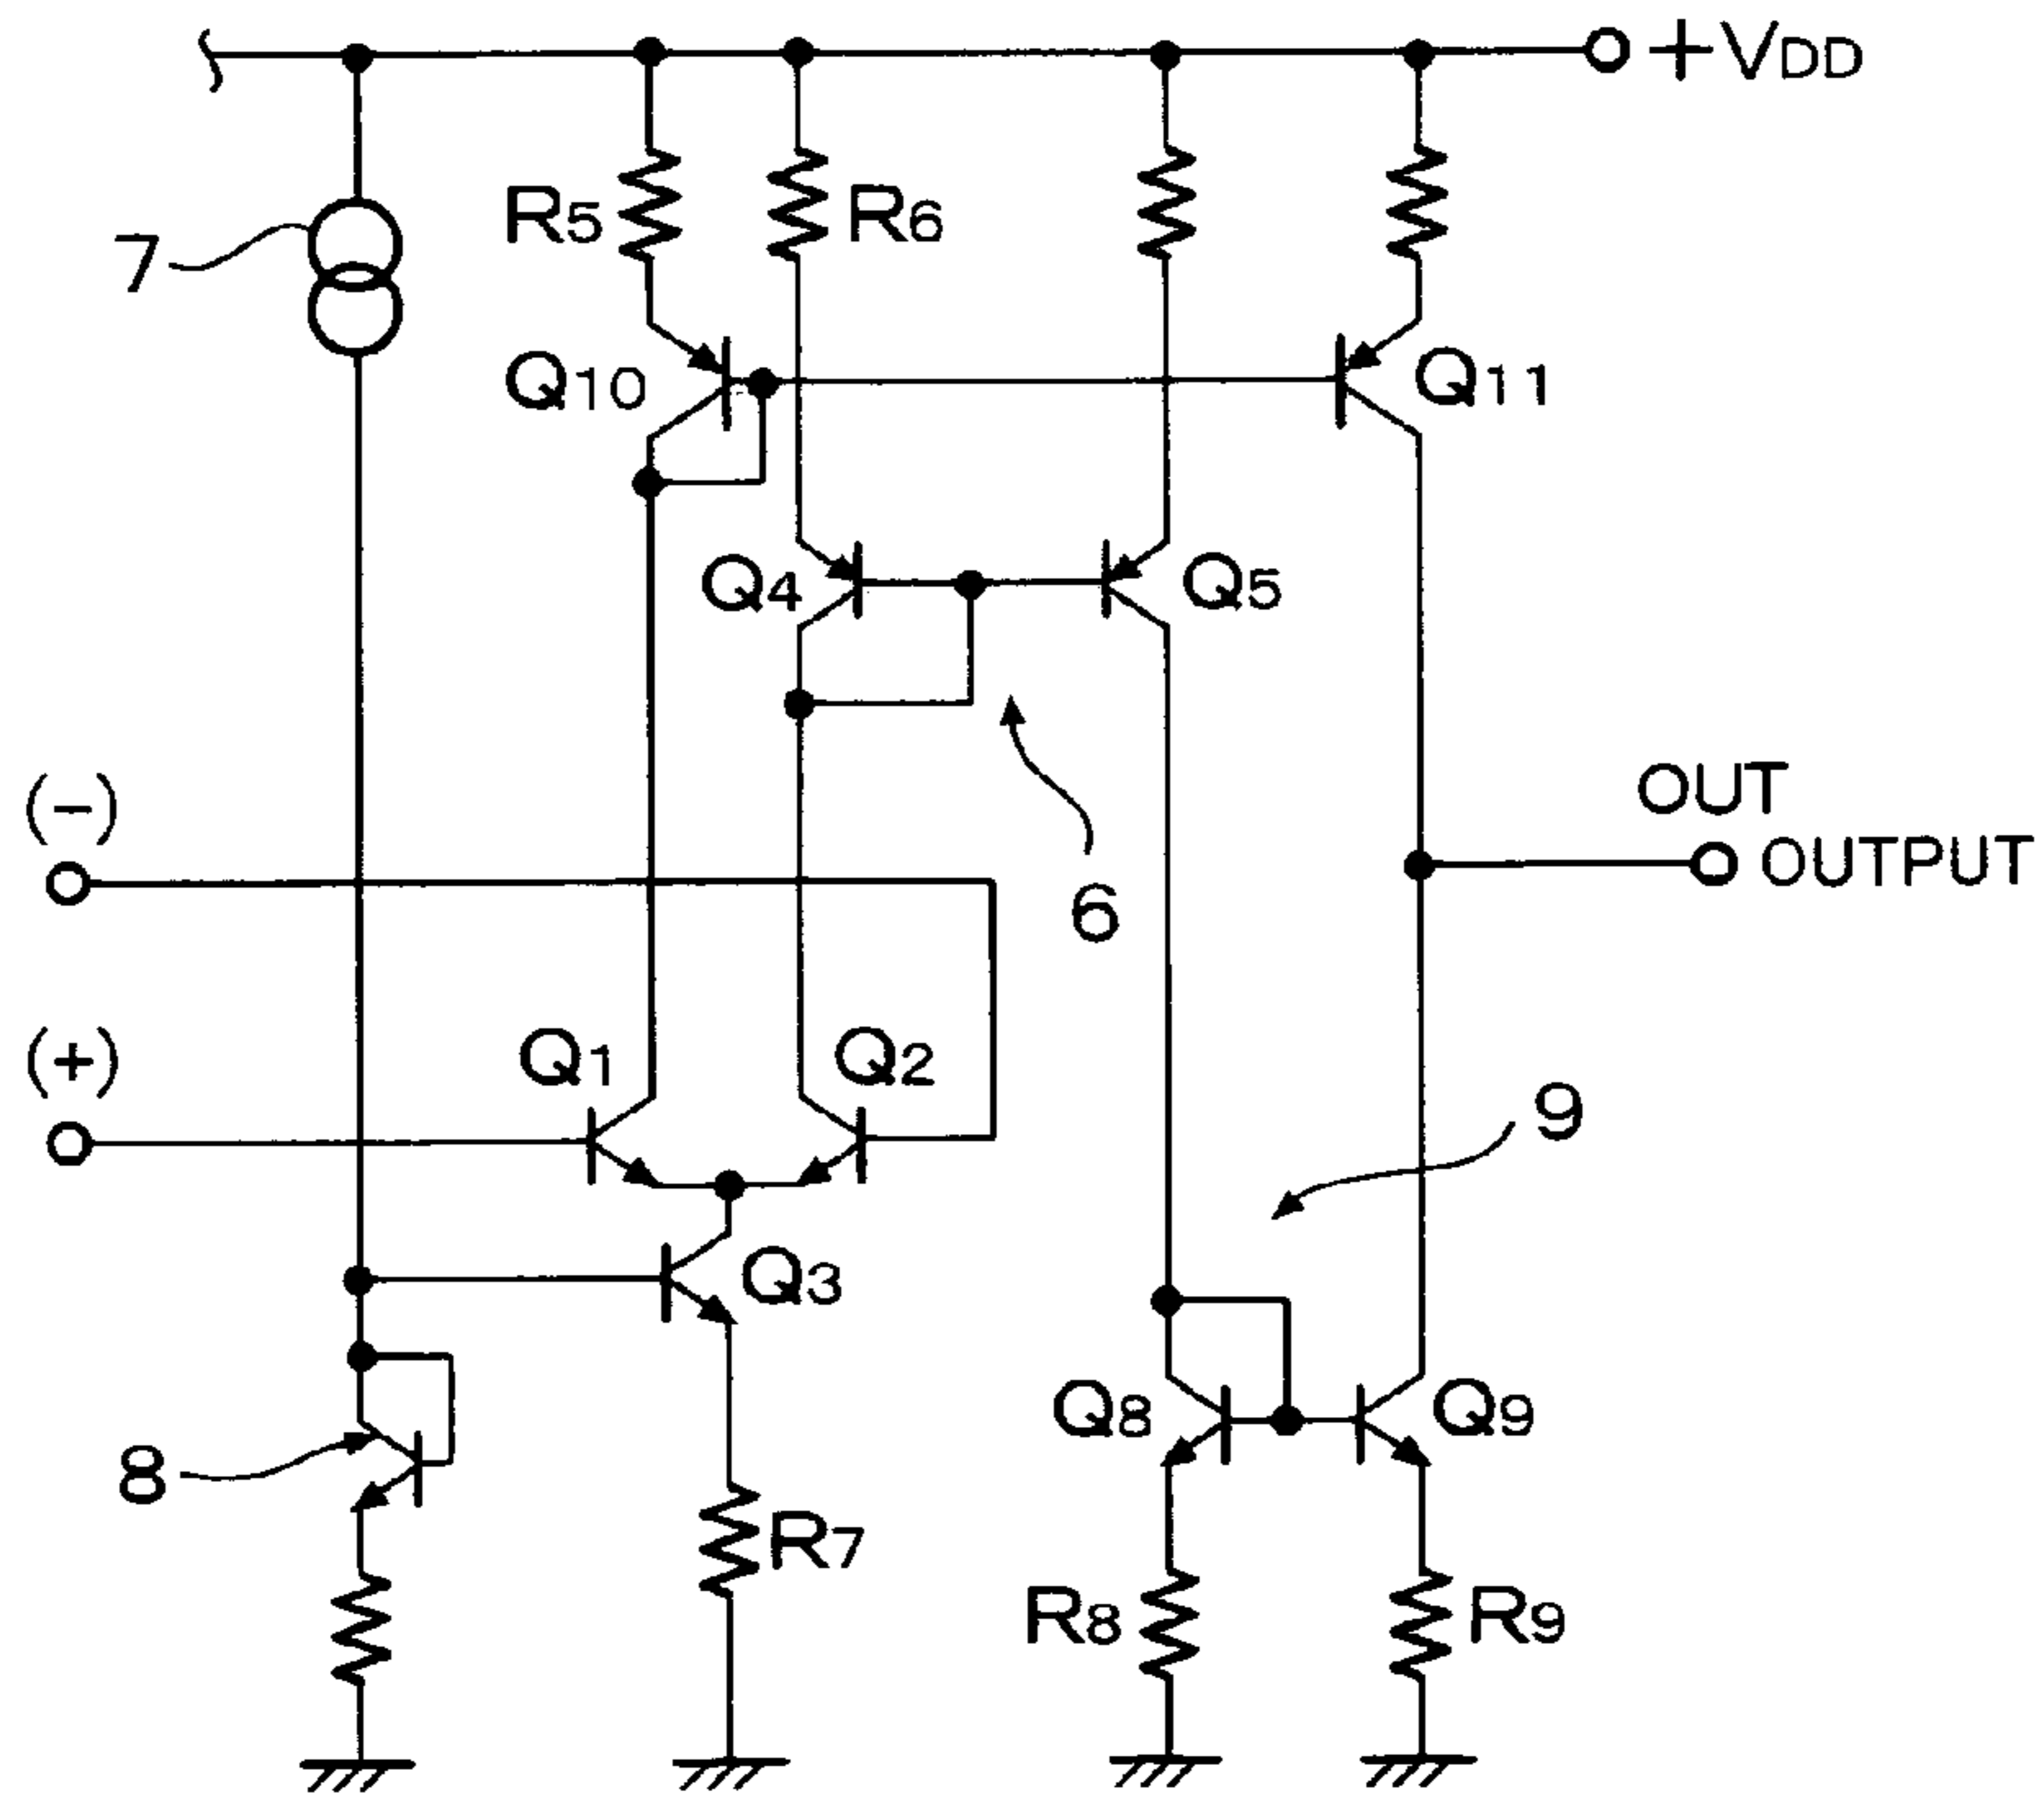 +VDD
7
R5
R6
Q10
Q11
Q4
Q5
6
(-)
OUT
OUTPUT
(+)
Q1
Q2
9
Q3
8
Q8
Q9
R7
R8
R9